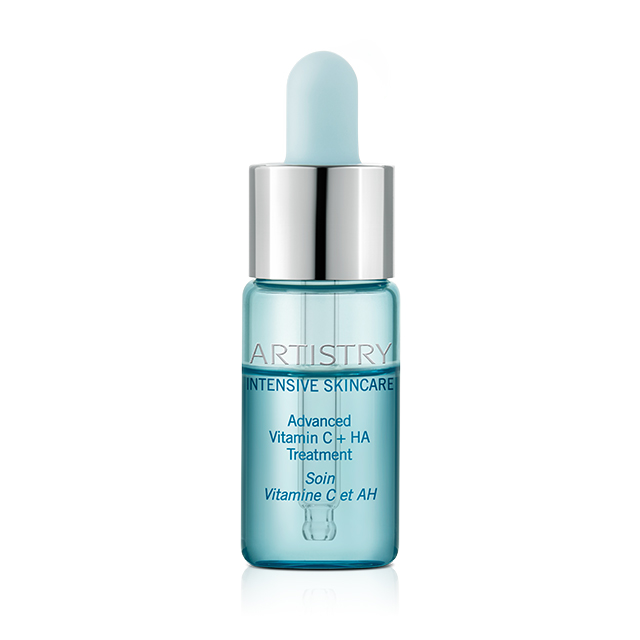 ARTISTRY
INTENSIVE SKINCARE
Advanced
Vitamin C + HA
Treatment
Soin
Vitamine C et AH